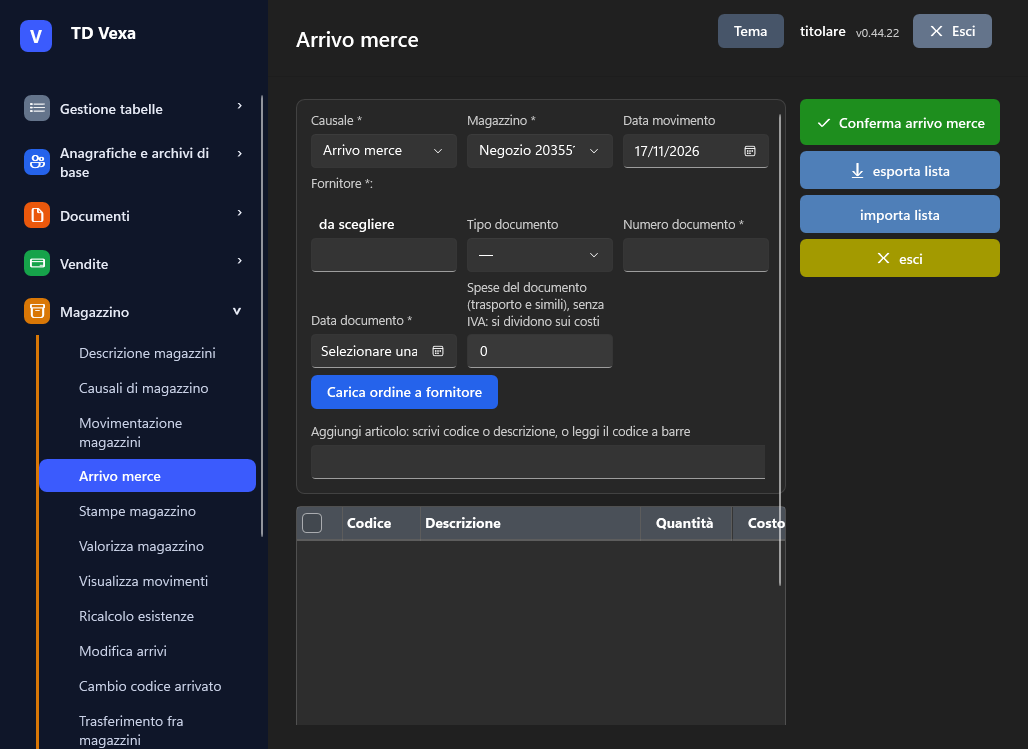 V
TD Vexa
Gestione tabelle
Anagrafiche e archivi di
base
Documenti
Vendite
Magazzino
Descrizione magazzini
Causali di magazzino
Movimentazione
magazzini
Arrivo merce
Stampe magazzino
Valorizza magazzino
Visualizza movimenti
Ricalcolo esistenze
Modifica arrivi
Cambio codice arrivato
Trasferimento fra
magazzini
Arrivo merce
Tema
titolare v0.44.22
Esci
Causale *
Magazzino *
Data movimento
Arrivo merce
Negozio 20355
17/11/2026
Fornitore *:
da scegliere
Tipo documento
Numero documento *
—
Spese del documento
(trasporto e simili), senza
IVA: si dividono sui costi
Data documento *
Selezionare una
0
Carica ordine a fornitore
Aggiungi articolo: scrivi codice o descrizione, o leggi il codice a barre
Codice
Descrizione
Quantità
Costo
Conferma arrivo merce
esporta lista
importa lista
esci